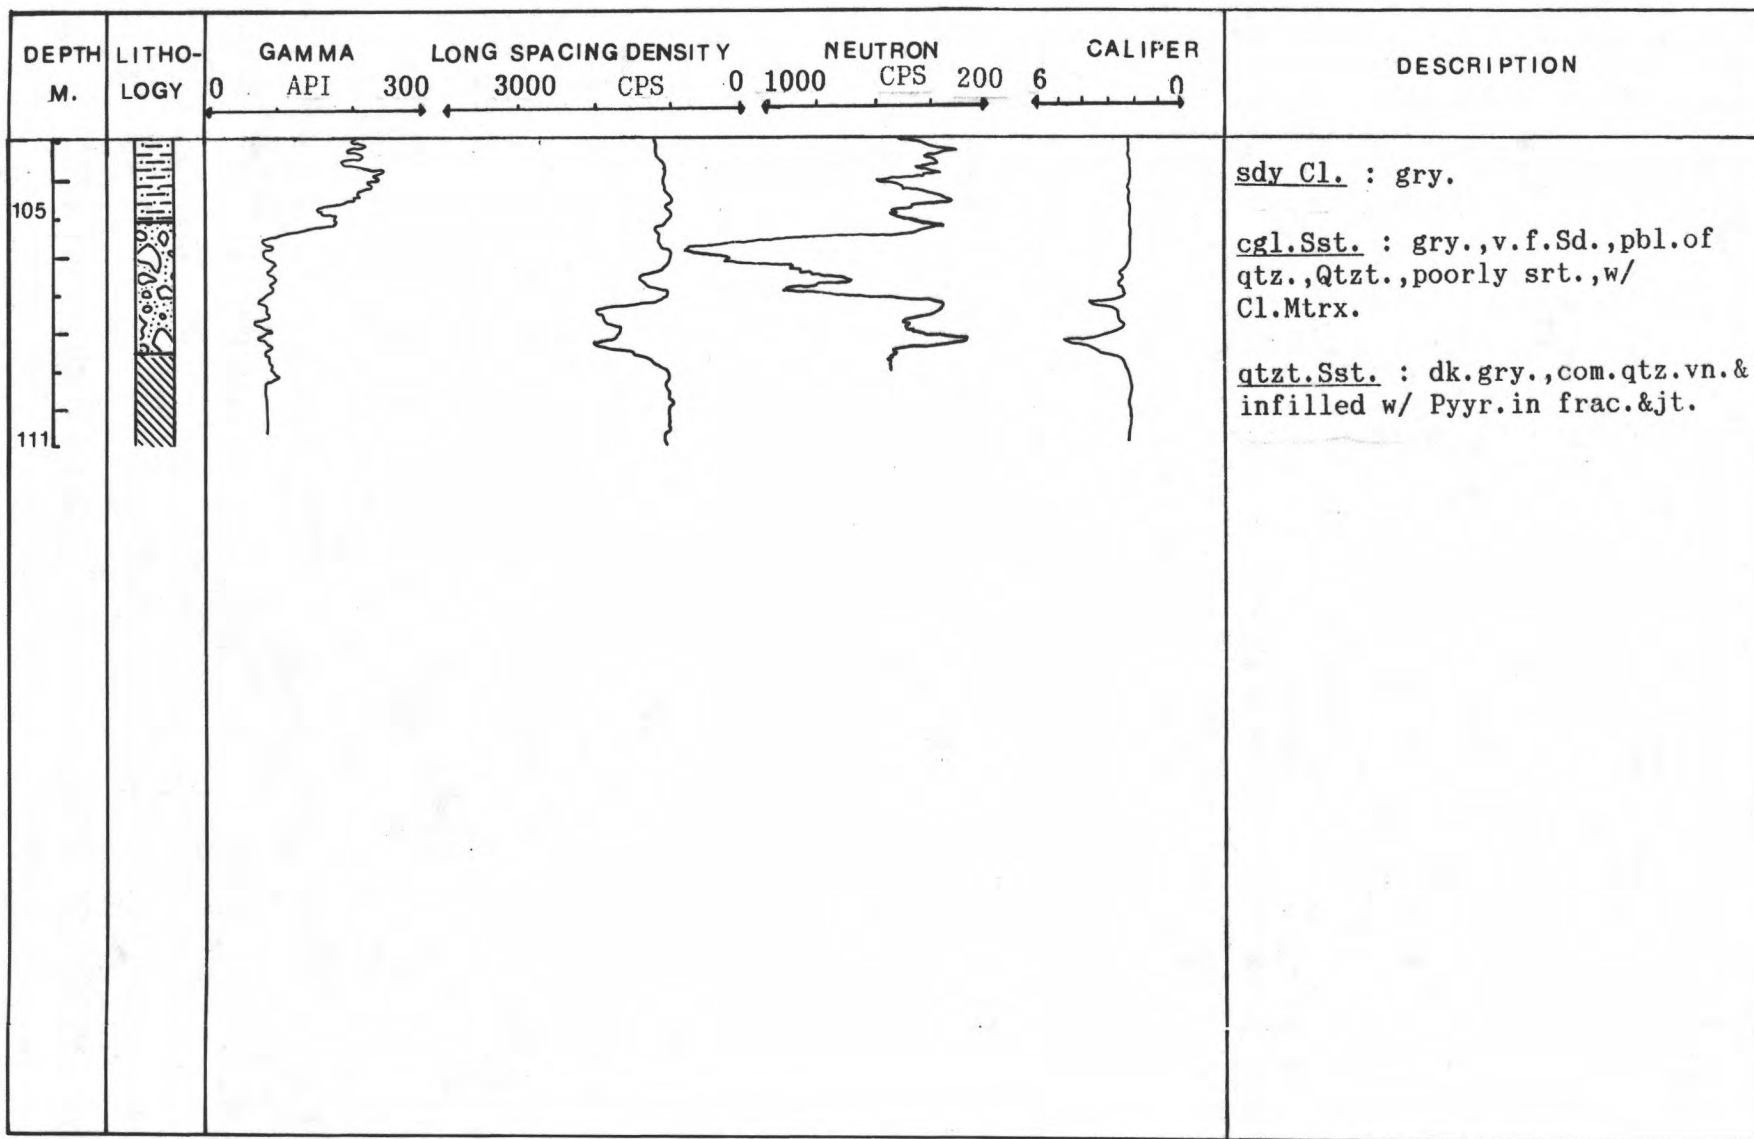 DEPTH M.
LITHO- LOGY
GAMMA
0 API 300
LONG SPACING DENSITY
3000 CPS 0
NEUTRON
1000 CPS 200
CALIPER
6 0
DESCRIPTION
105
111
sdy Cl. : gry.
cgl.Sst. : gry.,v.f.Sd.,pbl.of
qtz.,Qtzt.,poorly srt.,w/
Cl.Mtrx.
qtzt.Sst. : dk.gry.,com.qtz.vn.&
infilled w/ Pyyr.in frac.&jt.